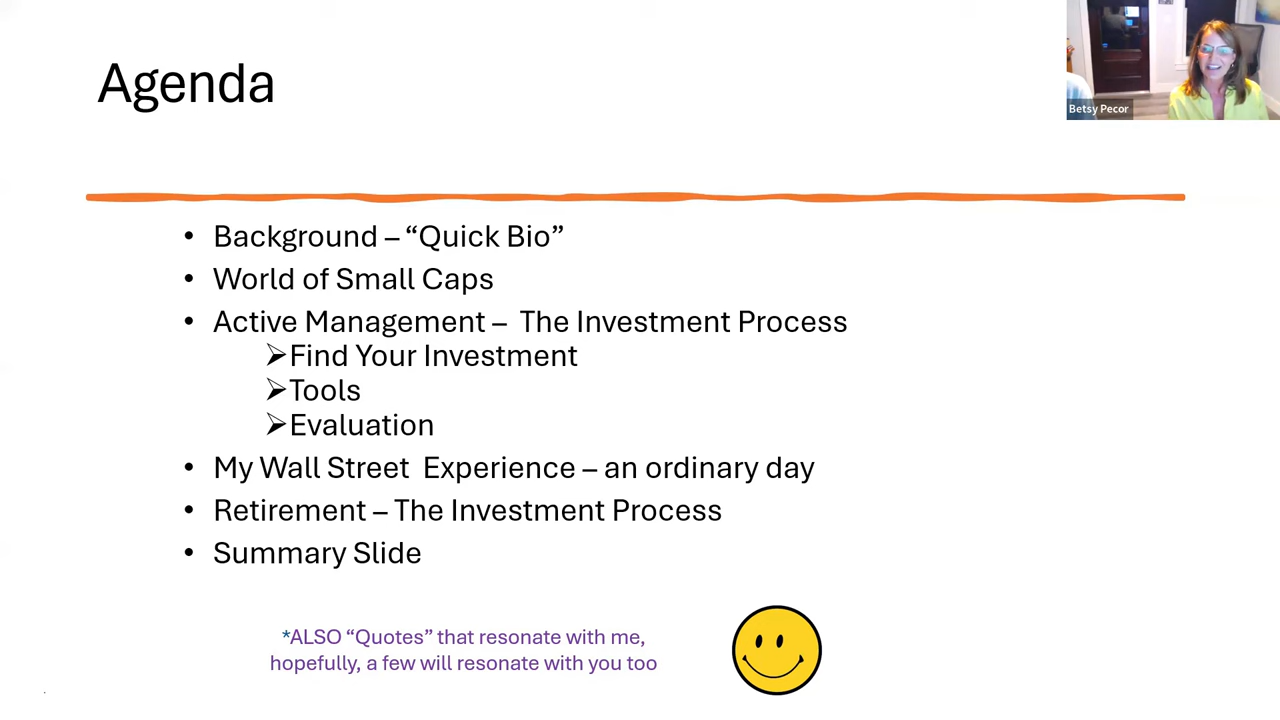 Agenda
Betsy Pecor
• Background – “Quick Bio”
• World of Small Caps
• Active Management – The Investment Process
➢Find Your Investment
➢Tools
➢Evaluation
• My Wall Street Experience – an ordinary day
• Retirement – The Investment Process
• Summary Slide
*ALSO “Quotes” that resonate with me,
hopefully, a few will resonate with you too
.